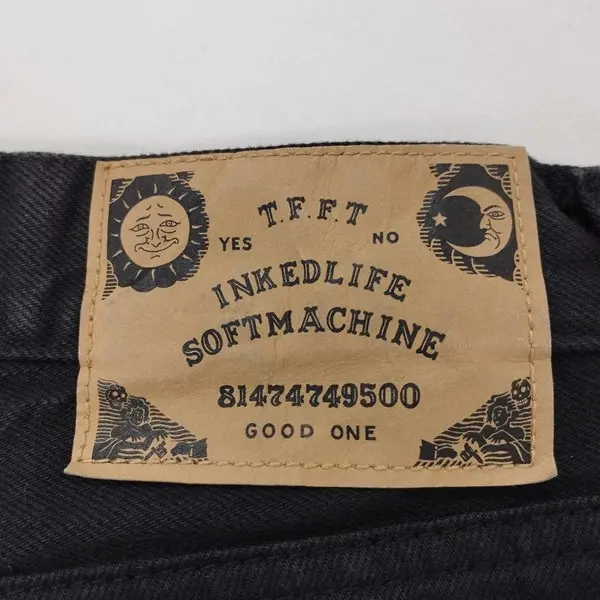 T.F.F.T
YES NO
INKEDLIFE
SOFTMACHINE
81474749500
GOOD ONE